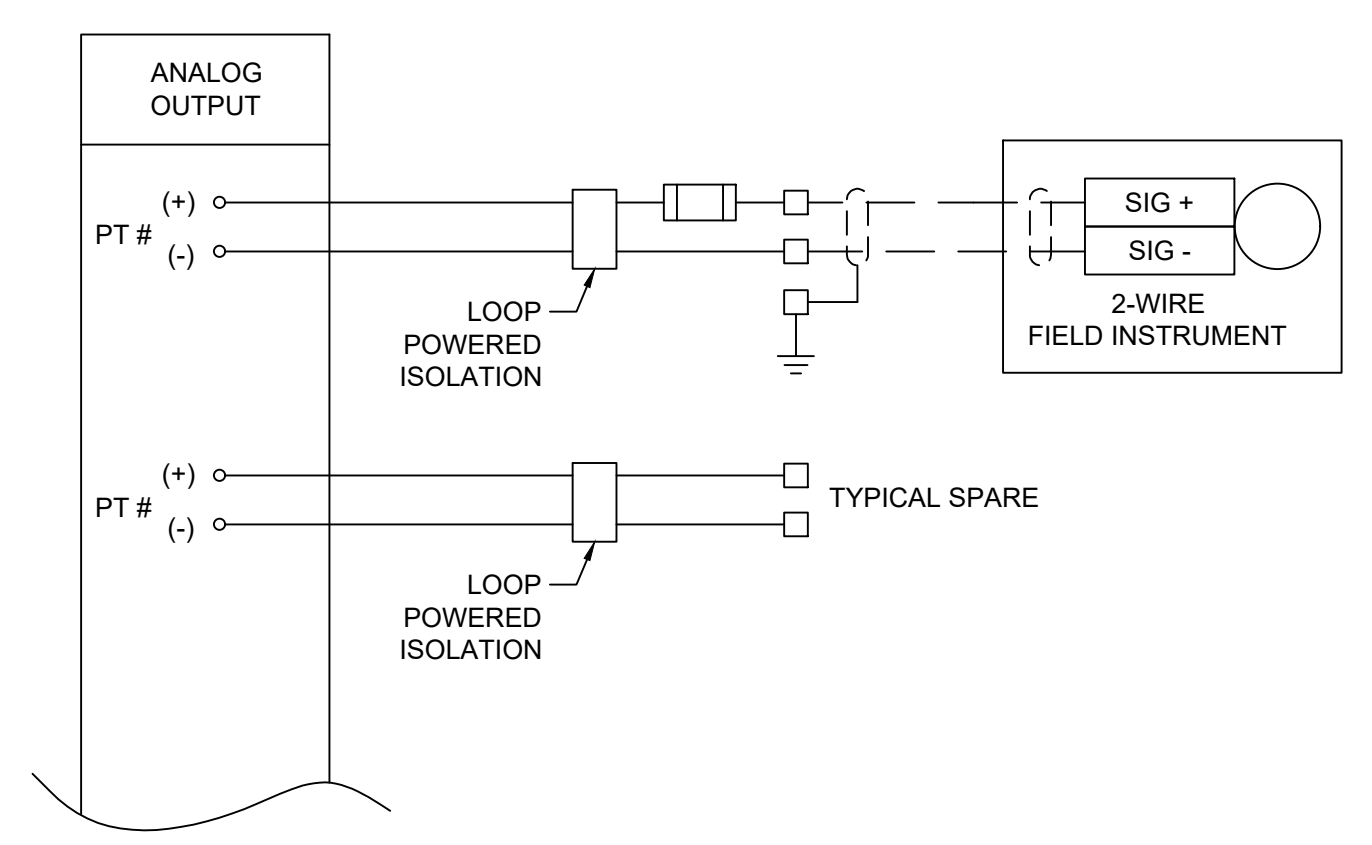 ANALOG
OUTPUT
(+)
PT #
(-)
SIG +
SIG -
LOOP
POWERED
ISOLATION
2-WIRE
FIELD INSTRUMENT
(+)
PT #
(-)
TYPICAL SPARE
LOOP
POWERED
ISOLATION